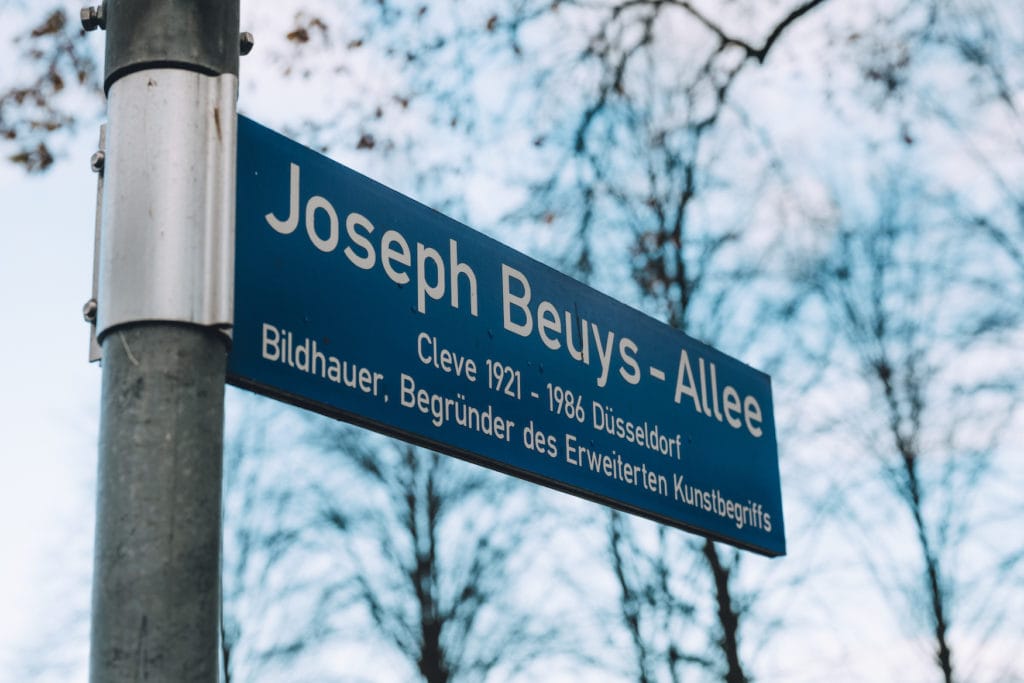 Joseph Beuys - Allee
Cleve 1921 - 1986 Düsseldorf
Bildhauer, Begründer des Erweiterten Kunstbegriffs